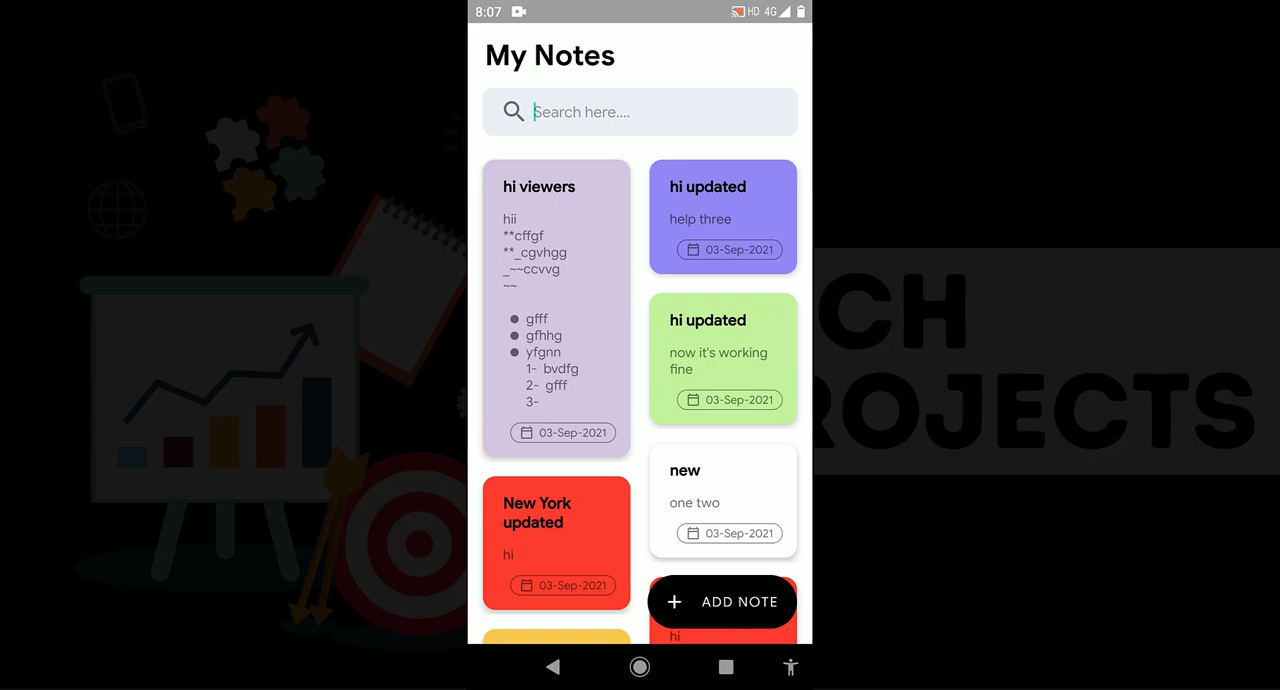 8:07
HD 4G
My Notes
Search here....
hi viewers
hii
**cffgf
**_cgvhgg
_~~ccvvg
~~
● gfff
● gfhhg
● yfgnn
1- bvdfg
2- gfff
3-
03-Sep-2021
New York
updated
hi
03-Sep-2021
hi updated
help three
03-Sep-2021
hi updated
now it's working
fine
03-Sep-2021
new
one two
03-Sep-2021
+ ADD NOTE
hi
CH
ROJECTS